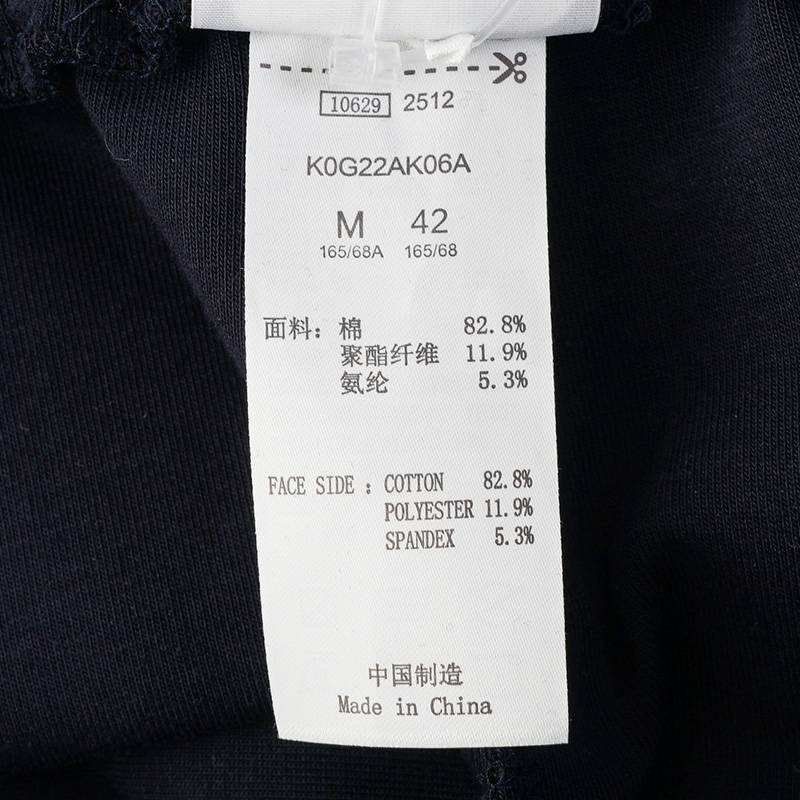 10629 2512
K0G22AK06A
M 42
165/68A 165/68
面料: 棉 82.8%
聚酯纤维 11.9%
氨纶 5.3%
FACE SIDE : COTTON 82.8%
POLYESTER 11.9%
SPANDEX 5.3%
中国制造
Made in China